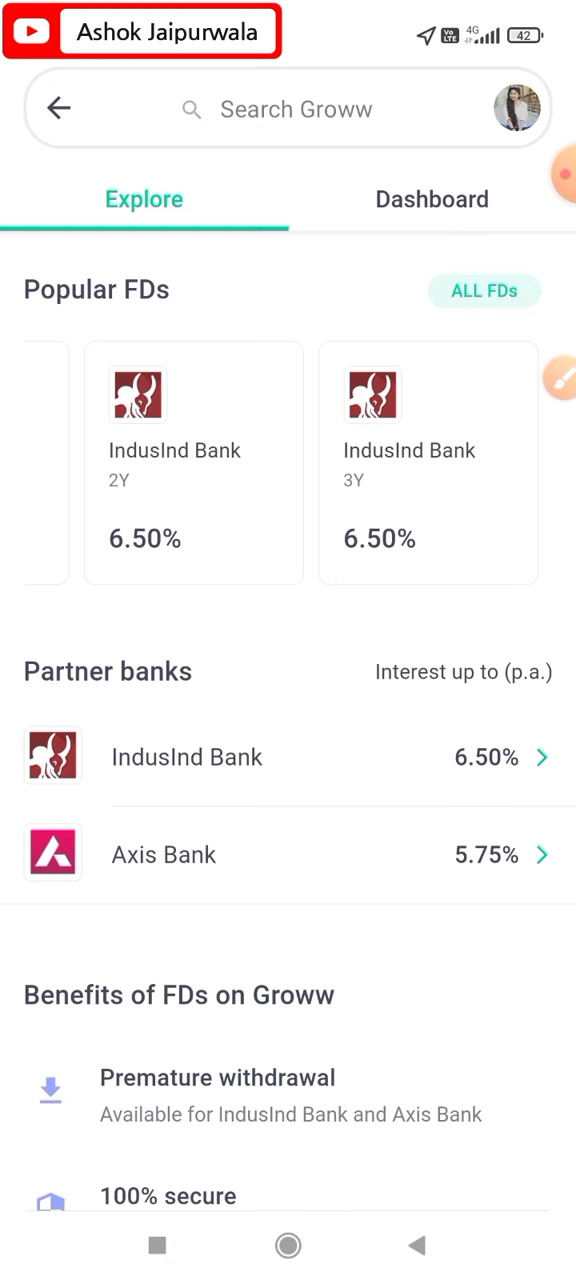 Ashok Jaipurwala
Vo LTE 4G 42
Search Groww
Explore Dashboard
Popular FDs ALL FDs
IndusInd Bank IndusInd Bank
2Y 3Y
6.50% 6.50%
Partner banks Interest up to (p.a.)
IndusInd Bank 6.50%
Axis Bank 5.75%
Benefits of FDs on Groww
Premature withdrawal
Available for IndusInd Bank and Axis Bank
100% secure